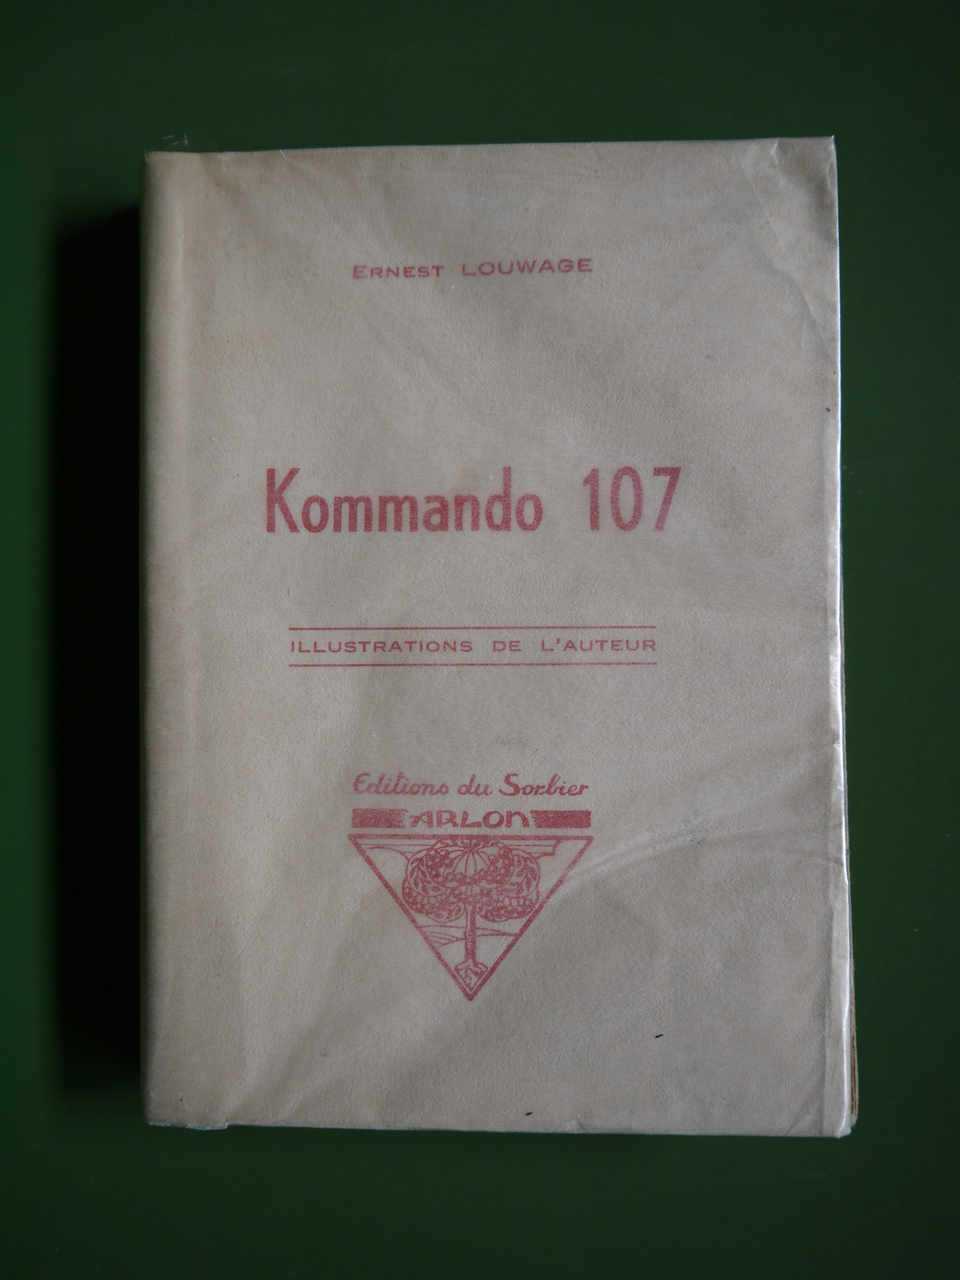 ERNEST LOUWAGE
Kommando 107
ILLUSTRATIONS DE L'AUTEUR
Editions du Sorbier
ARLON